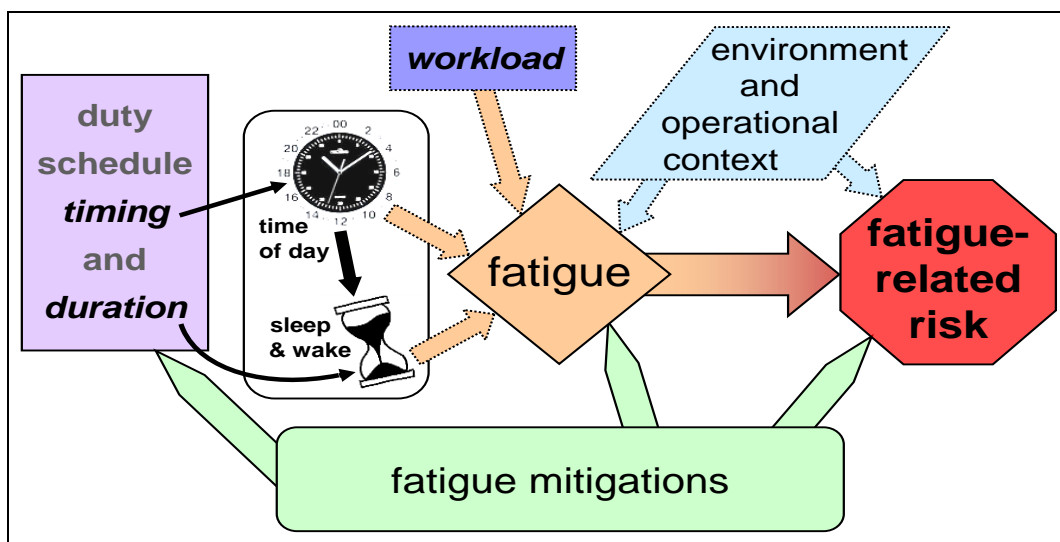 duty
schedule
timing
and
duration
22 00 2
20 4
18 6
16 8
14 12 10
time
of day
sleep
& wake
workload
environment
and
operational
context
fatigue
fatigue-
related
risk
fatigue mitigations